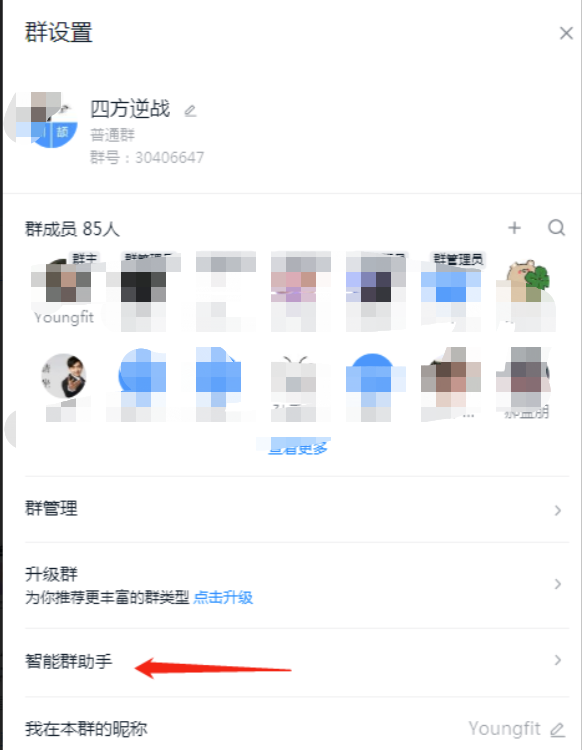 群设置
四方逆战
普通群
群号：30406647
群成员 85人
群主
群管理员
Youngfit
查看更多
群管理
升级群
为你推荐更丰富的群类型 点击升级
智能群助手
我在本群的昵称 Youngfit